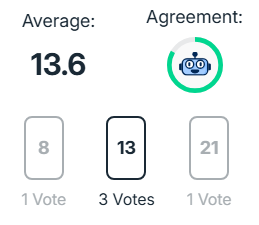 Average:
Agreement:
13.6
8
13
21
1 Vote
3 Votes
1 Vote